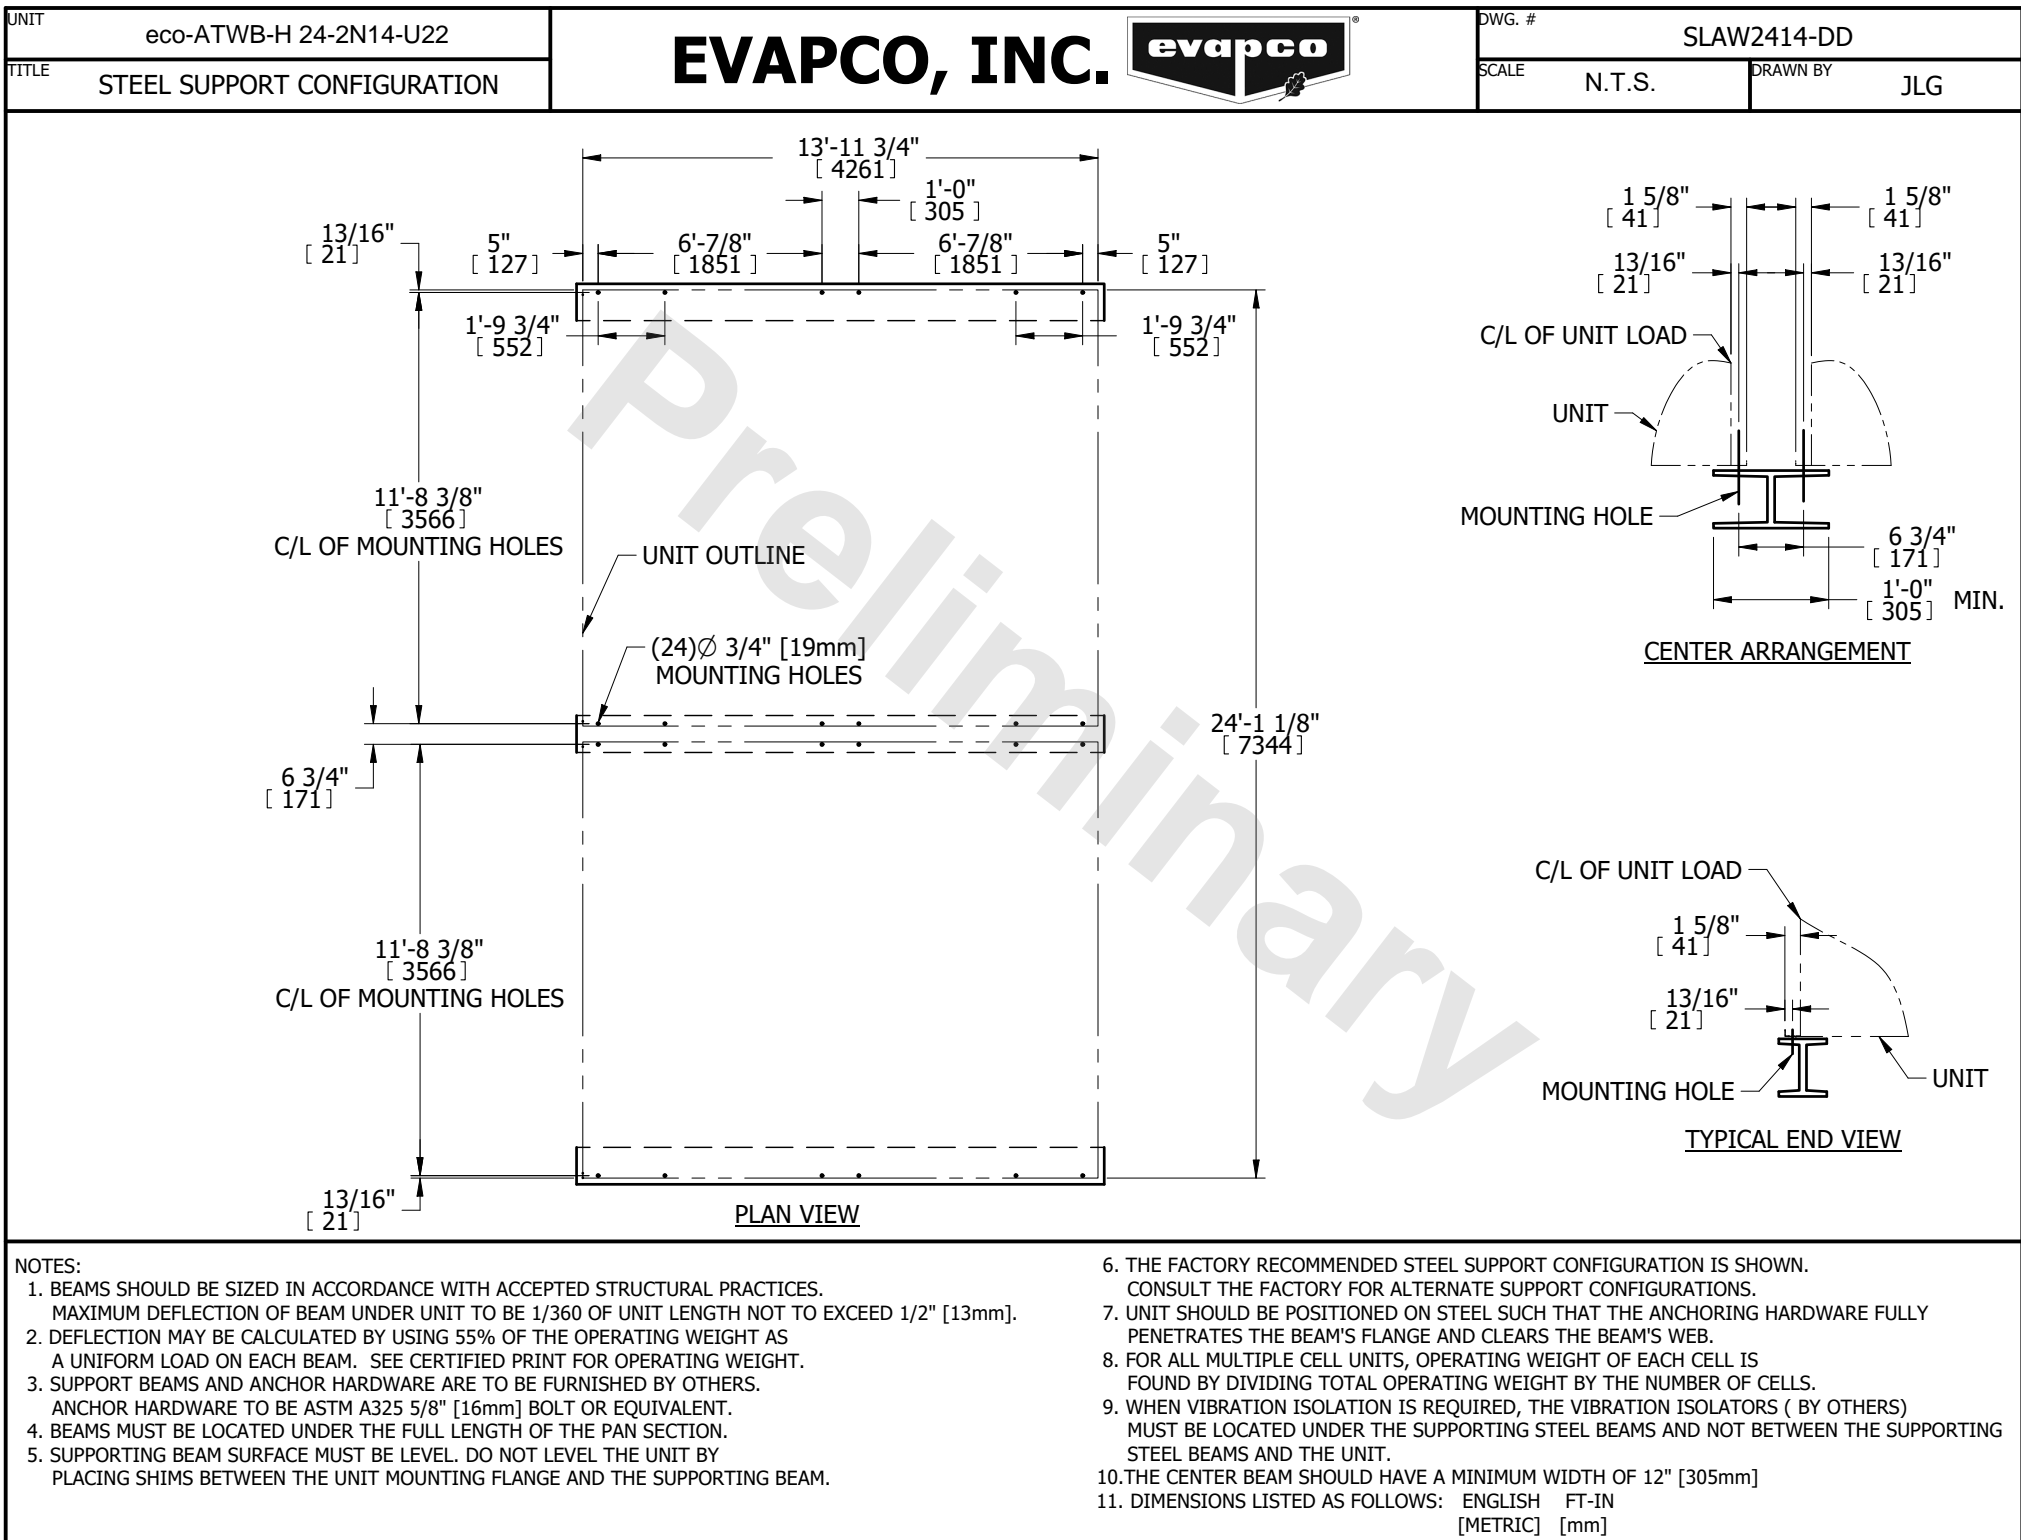 UNIT
eco-ATWB-H 24-2N14-U22
TITLE
STEEL SUPPORT CONFIGURATION
EVAPCO, INC.
evapco
®
DWG. #
SLAW2414-DD
SCALE
N.T.S.
DRAWN BY
JLG
13'-11 3/4"
[ 4261 ]
1'-0"
[ 305 ]
13/16"
[ 21 ]
5"
[ 127 ]
6'-7/8"
[ 1851 ]
6'-7/8"
[ 1851 ]
5"
[ 127 ]
1'-9 3/4"
[ 552 ]
1'-9 3/4"
[ 552 ]
11'-8 3/8"
[ 3566 ]
C/L OF MOUNTING HOLES
UNIT OUTLINE
(24)∅ 3/4" [19mm]
MOUNTING HOLES
24'-1 1/8"
[ 7344 ]
6 3/4"
[ 171 ]
11'-8 3/8"
[ 3566 ]
C/L OF MOUNTING HOLES
13/16"
[ 21 ]
PLAN VIEW
Preliminary
1 5/8"
[ 41 ]
1 5/8"
[ 41 ]
13/16"
[ 21 ]
13/16"
[ 21 ]
C/L OF UNIT LOAD
UNIT
MOUNTING HOLE
6 3/4"
[ 171 ]
1'-0"
[ 305 ] MIN.
CENTER ARRANGEMENT
C/L OF UNIT LOAD
1 5/8"
[ 41 ]
13/16"
[ 21 ]
MOUNTING HOLE
UNIT
TYPICAL END VIEW
NOTES:
1. BEAMS SHOULD BE SIZED IN ACCORDANCE WITH ACCEPTED STRUCTURAL PRACTICES.
MAXIMUM DEFLECTION OF BEAM UNDER UNIT TO BE 1/360 OF UNIT LENGTH NOT TO EXCEED 1/2" [13mm].
2. DEFLECTION MAY BE CALCULATED BY USING 55% OF THE OPERATING WEIGHT AS
A UNIFORM LOAD ON EACH BEAM. SEE CERTIFIED PRINT FOR OPERATING WEIGHT.
3. SUPPORT BEAMS AND ANCHOR HARDWARE ARE TO BE FURNISHED BY OTHERS.
ANCHOR HARDWARE TO BE ASTM A325 5/8" [16mm] BOLT OR EQUIVALENT.
4. BEAMS MUST BE LOCATED UNDER THE FULL LENGTH OF THE PAN SECTION.
5. SUPPORTING BEAM SURFACE MUST BE LEVEL. DO NOT LEVEL THE UNIT BY
PLACING SHIMS BETWEEN THE UNIT MOUNTING FLANGE AND THE SUPPORTING BEAM.
6. THE FACTORY RECOMMENDED STEEL SUPPORT CONFIGURATION IS SHOWN.
CONSULT THE FACTORY FOR ALTERNATE SUPPORT CONFIGURATIONS.
7. UNIT SHOULD BE POSITIONED ON STEEL SUCH THAT THE ANCHORING HARDWARE FULLY
PENETRATES THE BEAM'S FLANGE AND CLEARS THE BEAM'S WEB.
8. FOR ALL MULTIPLE CELL UNITS, OPERATING WEIGHT OF EACH CELL IS
FOUND BY DIVIDING TOTAL OPERATING WEIGHT BY THE NUMBER OF CELLS.
9. WHEN VIBRATION ISOLATION IS REQUIRED, THE VIBRATION ISOLATORS ( BY OTHERS)
MUST BE LOCATED UNDER THE SUPPORTING STEEL BEAMS AND NOT BETWEEN THE SUPPORTING
STEEL BEAMS AND THE UNIT.
10.THE CENTER BEAM SHOULD HAVE A MINIMUM WIDTH OF 12" [305mm]
11. DIMENSIONS LISTED AS FOLLOWS: ENGLISH FT-IN
[METRIC] [mm]